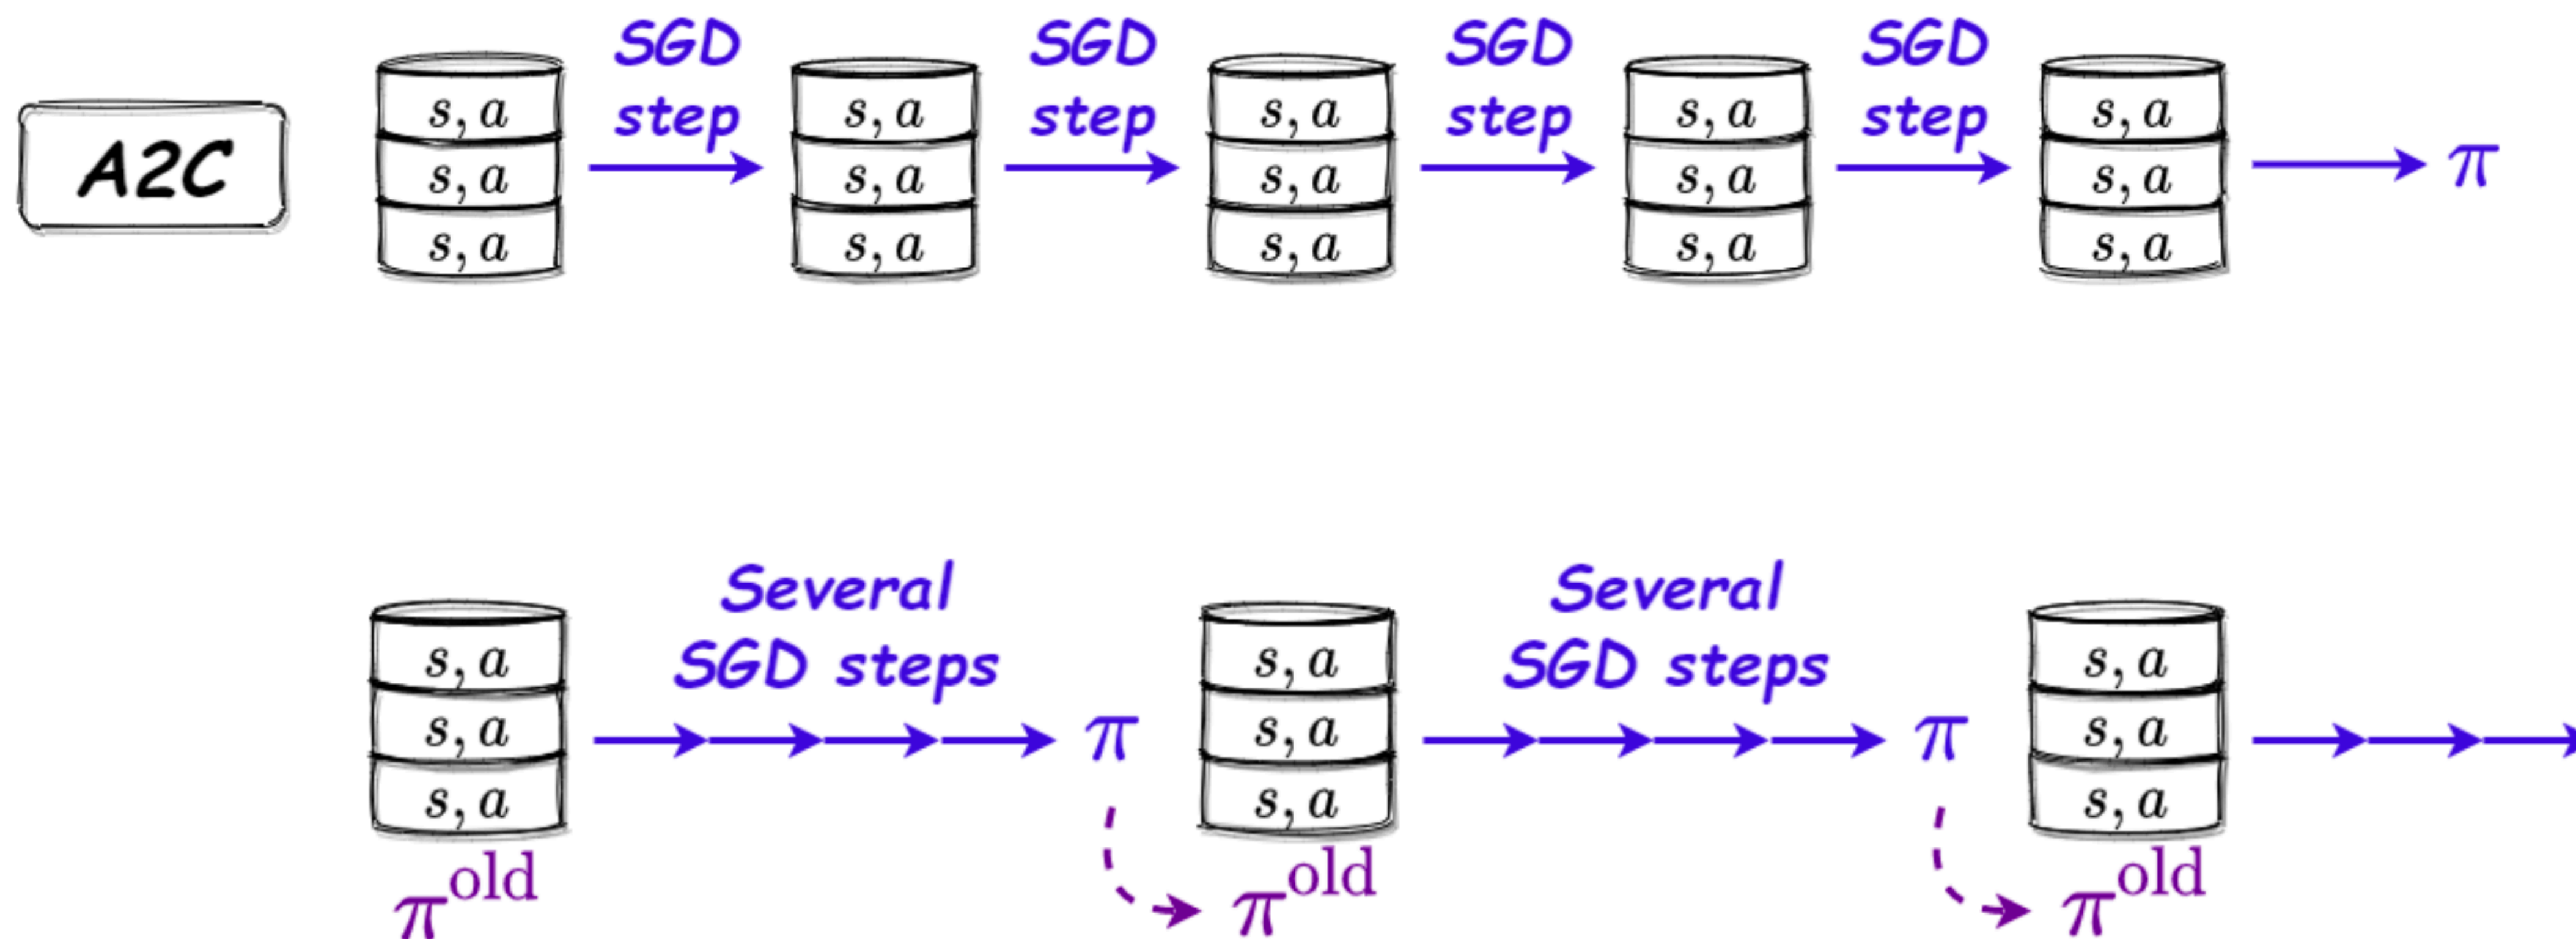 SGD SGD SGD SGD
step step step step
A2C
s, a s, a s, a s, a s, a
s, a s, a s, a s, a s, a π
s, a s, a s, a s, a s, a
Several Several
SGD steps SGD steps
s, a s, a s, a
s, a π s, a π s, a
s, a s, a s, a
π^old π^old π^old